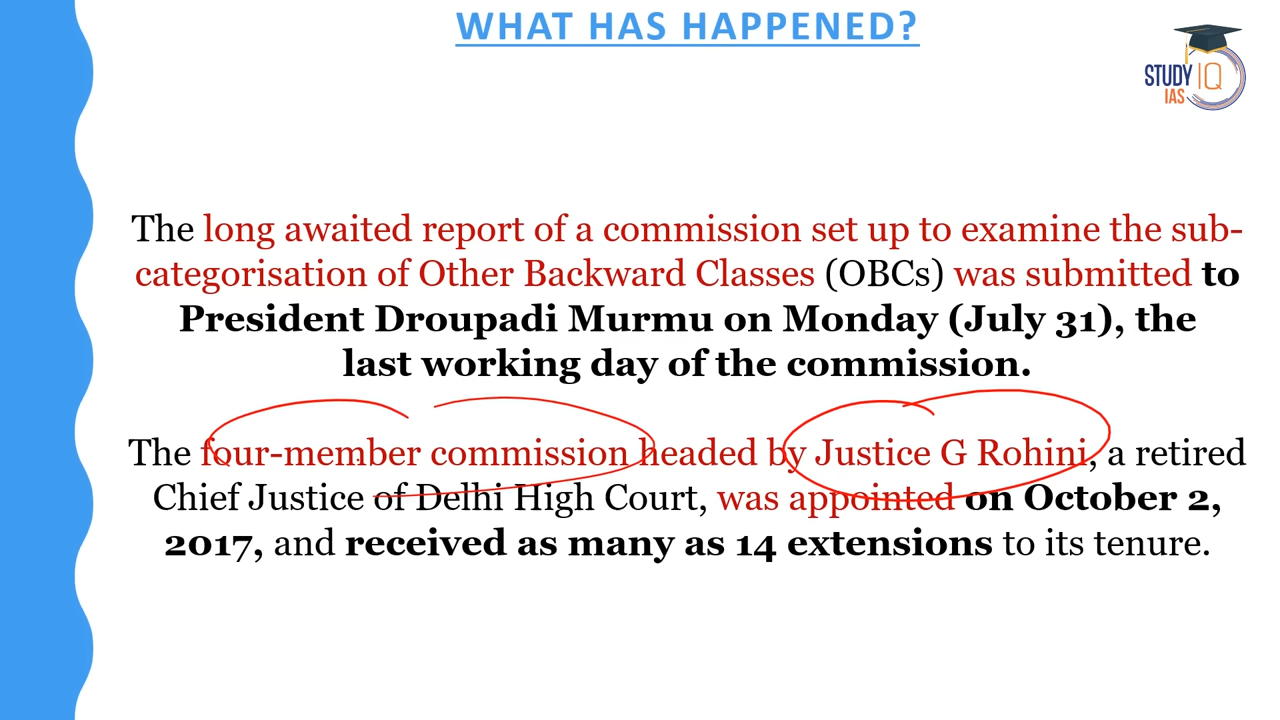 WHAT HAS HAPPENED?
STUDY IQ
IAS
The long awaited report of a commission set up to examine the sub-
categorisation of Other Backward Classes (OBCs) was submitted to
President Droupadi Murmu on Monday (July 31), the
last working day of the commission.
The four-member commission headed by Justice G Rohini, a retired
Chief Justice of Delhi High Court, was appointed on October 2,
2017, and received as many as 14 extensions to its tenure.